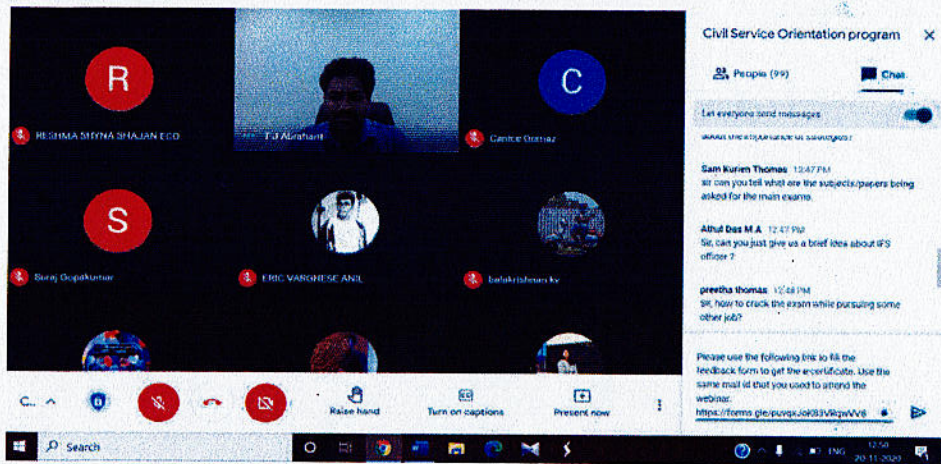 Civil Service Orientation program
People (99)
Chat
Let everyone send messages
about the importance of strategies?
Sam Kurien Thomas 12:47 PM
sir can you tell what are the subjects/papers being
asked for the main exams.
Athul Das M A 12:47 PM
Sir, can you just give us a brief idea about IFS
officer ?
preetha thomas 12:48 PM
Sir, how to crack the exam while pursuing some
other job?
Please use the following link to fill the
feedback form to get the ecertificate. Use the
same mail id that you used to attend the
webinar.
R
RESHMA SHYNA SHAJAN ECO
Abraham
C
S
Suraj Gopakumar
ERIC VARGHESE ANIL
balakrishnan kv
C...
Raise hand
Turn on captions
Present now
Search
ENG
12:50
20-11-2020